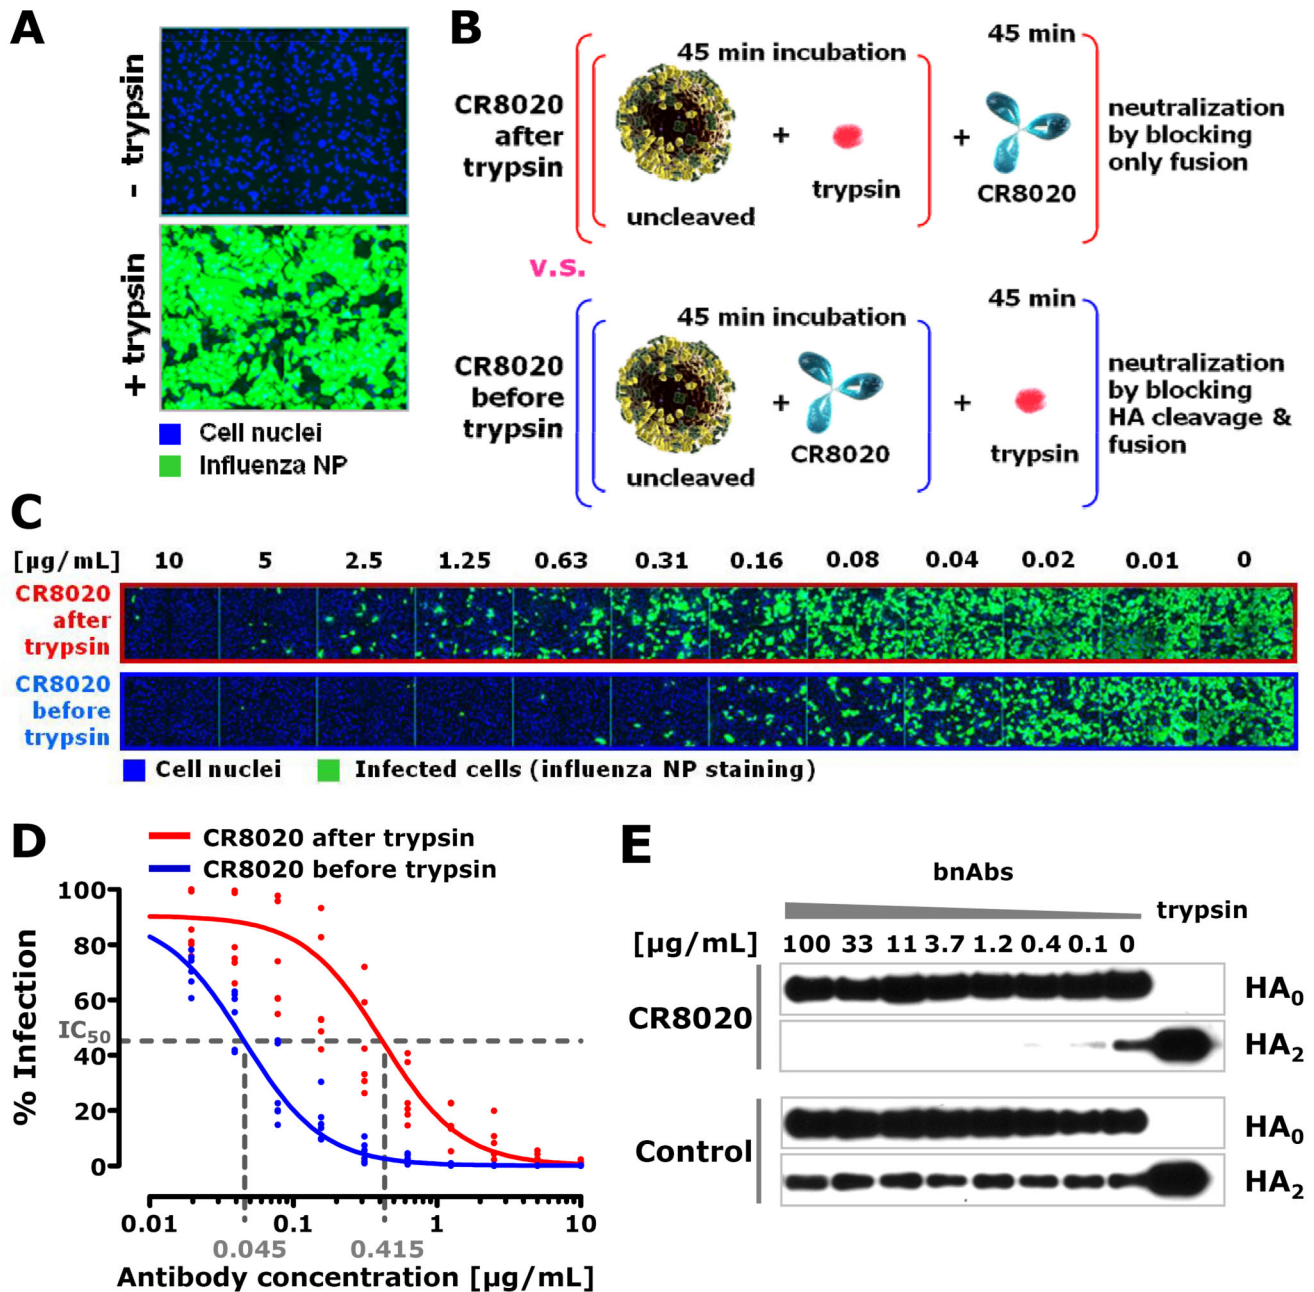 A
- trypsin
+ trypsin
Cell nuclei
Influenza NP
B
CR8020
after
trypsin
45 min incubation
45 min
+
+
uncleaved
trypsin
CR8020
neutralization
by blocking
only fusion
v.s.
CR8020
before
trypsin
45 min incubation
45 min
+
+
uncleaved
CR8020
trypsin
neutralization
by blocking
HA cleavage &
fusion
C
[µg/mL] 10 5 2.5 1.25 0.63 0.31 0.16 0.08 0.04 0.02 0.01 0
CR8020
after
trypsin
CR8020
before
trypsin
Cell nuclei
Infected cells (influenza NP staining)
D
CR8020 after trypsin
CR8020 before trypsin
% Infection
100
80
60
IC50
40
20
0
0.01 0.1 1 10
0.045 0.415
Antibody concentration [µg/mL]
E
bnAbs
trypsin
[µg/mL] 100 33 11 3.7 1.2 0.4 0.1 0
CR8020
HA0
HA2
Control
HA0
HA2